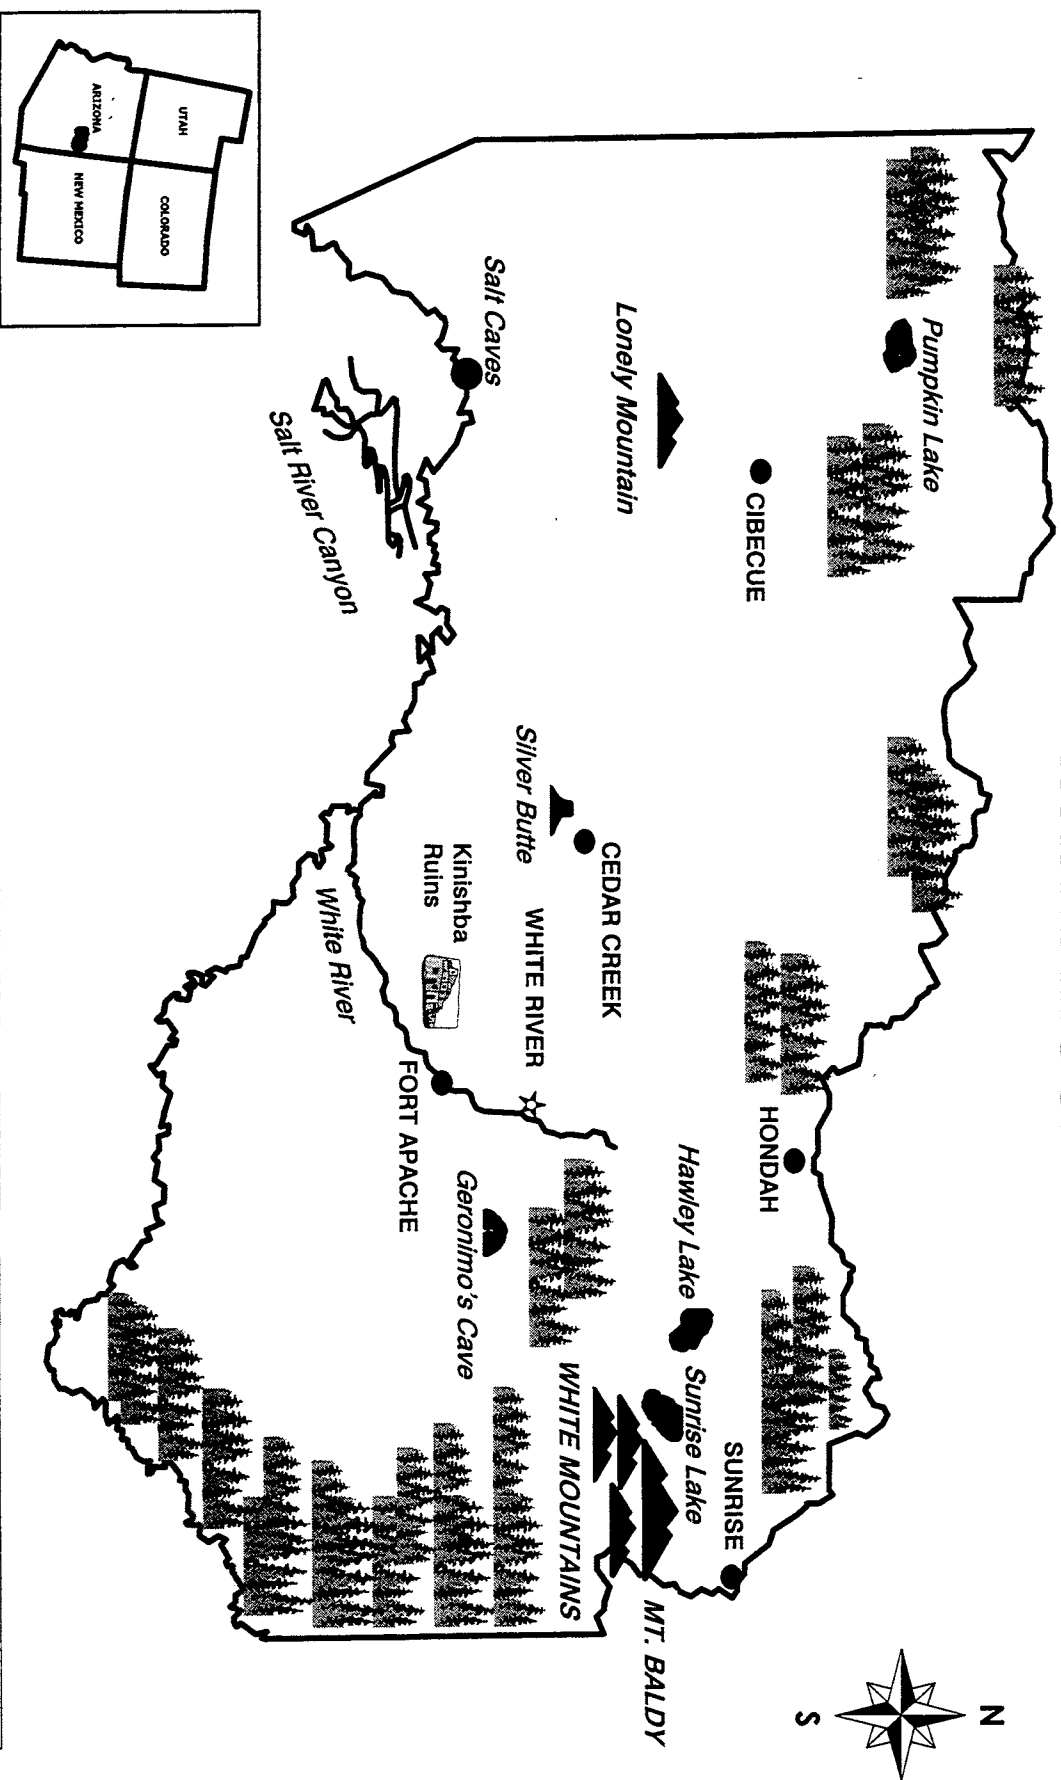 N
S
Pumpkin Lake
CIBECUE
Lonely Mountain
Salt Caves
Salt River Canyon
HONDAH
SUNRISE
Hawley Lake
Sunrise Lake
MT. BALDY
WHITE MOUNTAINS
CEDAR CREEK
Silver Butte
WHITE RIVER
Kinishba
Ruins
Geronimo's Cave
FORT APACHE
White River
UTAH
COLORADO
ARIZONA
NEW MEXICO